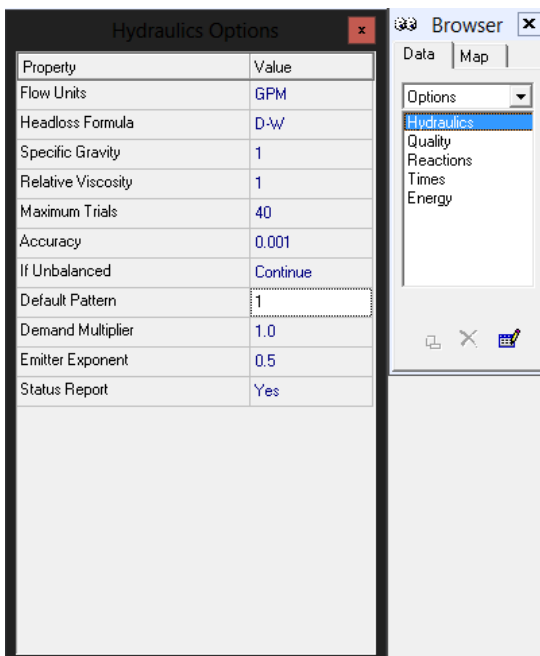 Hydraulics Options
x
Property Value
Flow Units GPM
Headloss Formula D-W
Specific Gravity 1
Relative Viscosity 1
Maximum Trials 40
Accuracy 0.001
If Unbalanced Continue
Default Pattern 1
Demand Multiplier 1.0
Emitter Exponent 0.5
Status Report Yes
Browser
Data Map
Options
Hydraulics
Quality
Reactions
Times
Energy